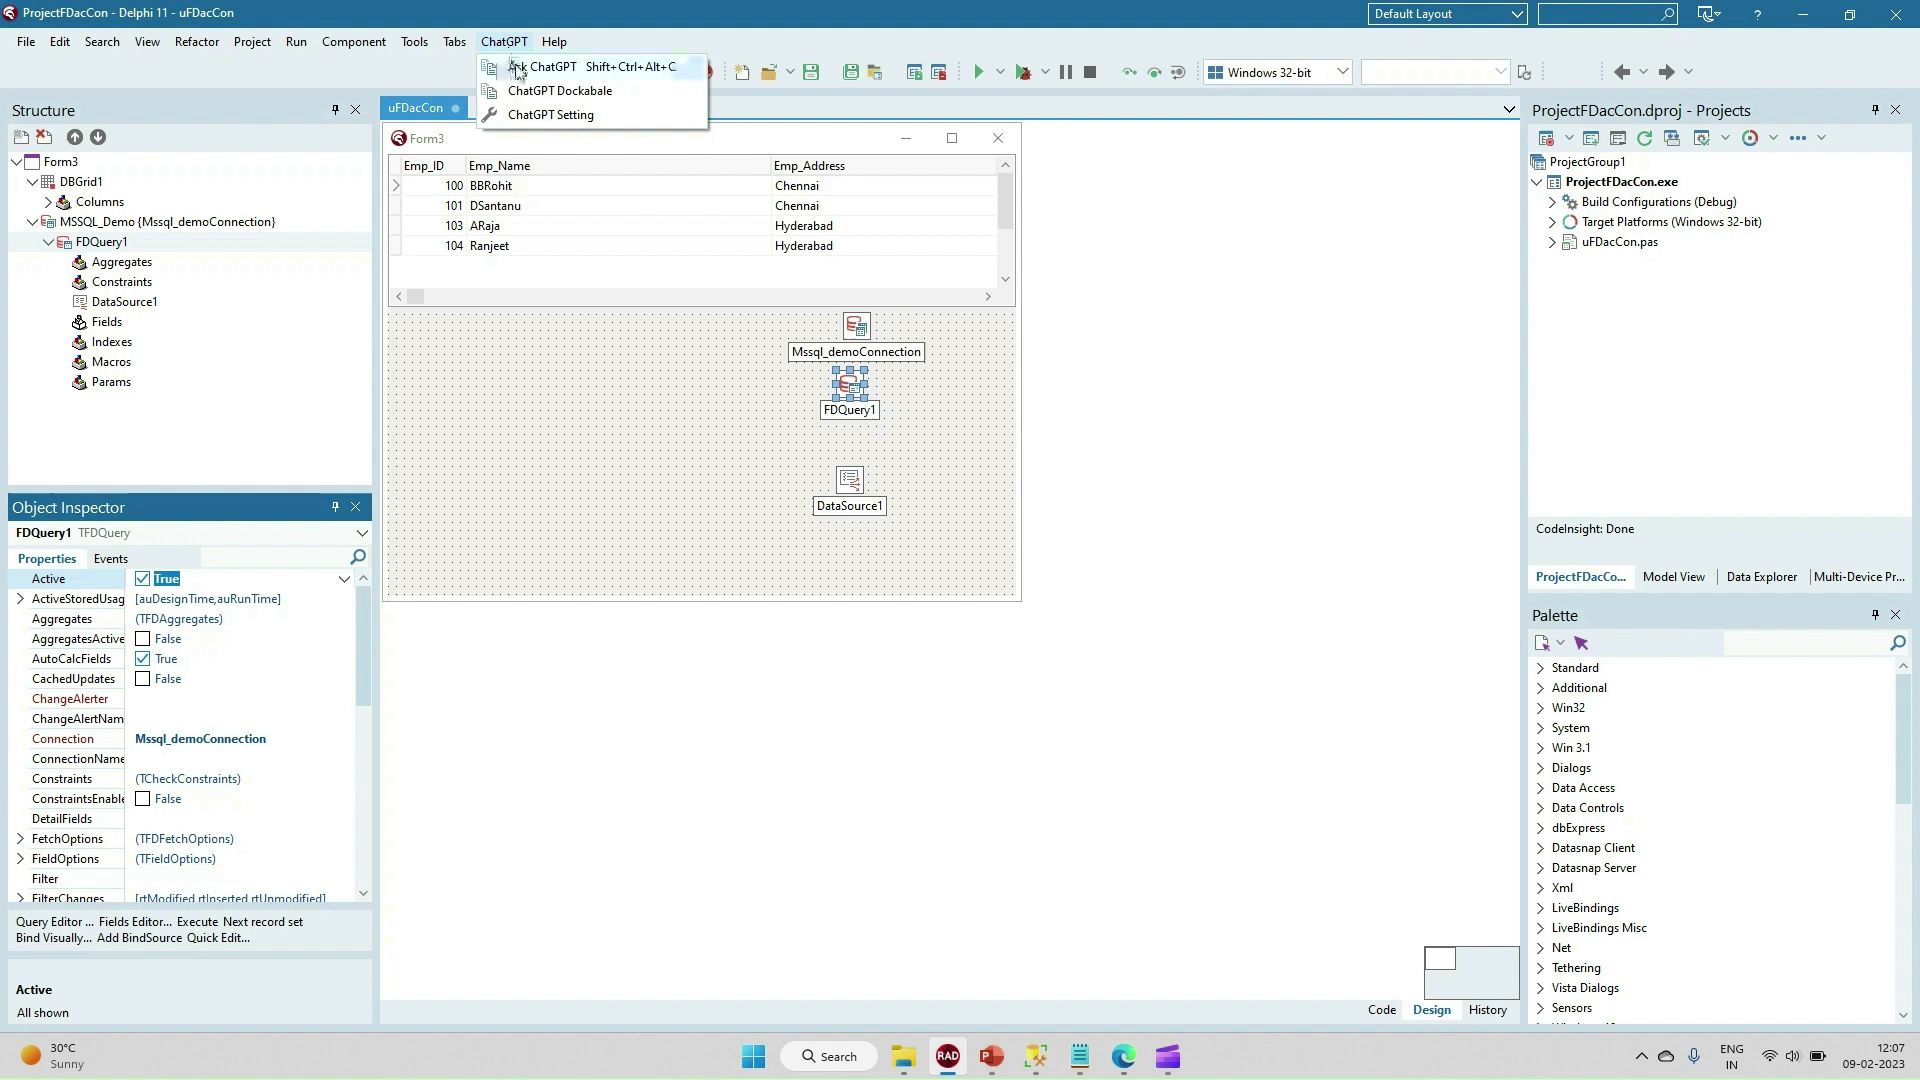 ProjectFDacCon - Delphi 11 - uFDacCon
Default Layout
?
File Edit Search View Refactor Project Run Component Tools Tabs ChatGPT Help
ChatGPT Shift+Ctrl+Alt+C
ChatGPT Dockabale
ChatGPT Setting
Windows 32-bit
Structure
Form3
DBGrid1
Columns
MSSQL_Demo {Mssql_demoConnection}
FDQuery1
Aggregates
Constraints
DataSource1
Fields
Indexes
Macros
Params
Object Inspector
FDQuery1 TFDQuery
Properties Events
Active True
ActiveStoredUsag [auDesignTime,auRunTime]
Aggregates (TFDAggregates)
AggregatesActive False
AutoCalcFields True
CachedUpdates False
ChangeAlerter
ChangeAlertNam
Connection Mssql_demoConnection
ConnectionName
Constraints (TCheckConstraints)
ConstraintsEnable False
DetailFields
FetchOptions (TFDFetchOptions)
FieldOptions (TFieldOptions)
Filter
FilterChanges [rtModified,rtInserted,rtUnmodified]
Query Editor ... Fields Editor... Execute Next record set
Bind Visually... Add BindSource Quick Edit...
Active
All shown
uFDacCon
Form3
Emp_ID Emp_Name Emp_Address
100 BBRohit Chennai
101 DSantanu Chennai
103 ARaja Hyderabad
104 Ranjeet Hyderabad
Mssql_demoConnection
FDQuery1
DataSource1
Code Design History
ProjectFDacCon.dproj - Projects
ProjectGroup1
ProjectFDacCon.exe
Build Configurations (Debug)
Target Platforms (Windows 32-bit)
uFDacCon.pas
CodeInsight: Done
ProjectFDacCo... Model View Data Explorer Multi-Device Pr...
Palette
Standard
Additional
Win32
System
Win 3.1
Dialogs
Data Access
Data Controls
dbExpress
Datasnap Client
Datasnap Server
Xml
LiveBindings
LiveBindings Misc
Net
Tethering
Vista Dialogs
Sensors
30°C
Sunny
Search
RAD
ENG
IN
12:07
09-02-2023